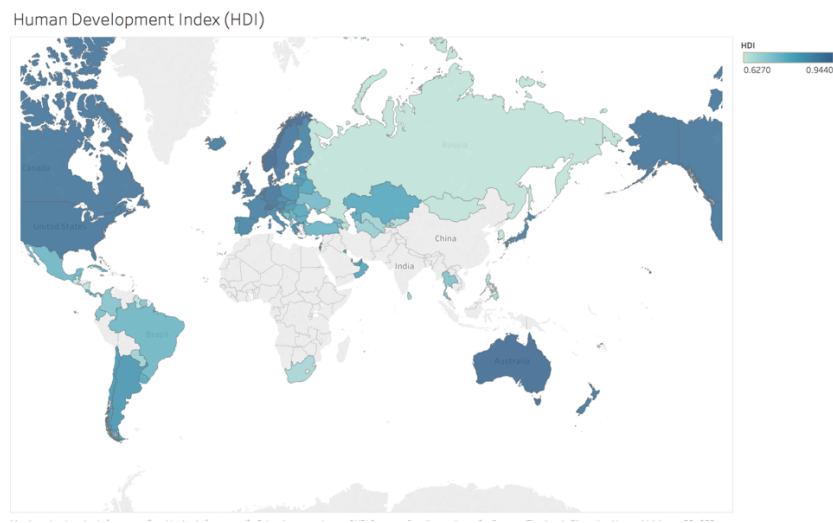 Human Development Index (HDI)
HDI
0.6270 0.9440
Canada
Russia
United States
China
India
Brazil
Australia